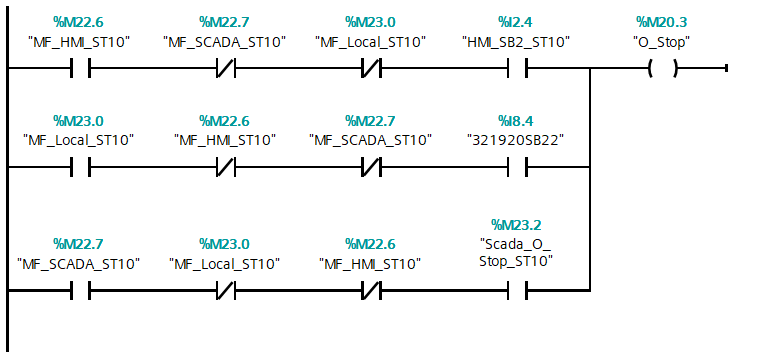 %M22.6 %M22.7 %M23.0 %I2.4 %M20.3
"MF_HMI_ST10" "MF_SCADA_ST10" "MF_Local_ST10" "HMI_SB2_ST10" "O_Stop"
%M23.0 %M22.6 %M22.7 %I8.4
"MF_Local_ST10" "MF_HMI_ST10" "MF_SCADA_ST10" "321920SB22"
%M23.2
%M22.7 %M23.0 %M22.6 "Scada_O_
"MF_SCADA_ST10" "MF_Local_ST10" "MF_HMI_ST10" Stop_ST10"